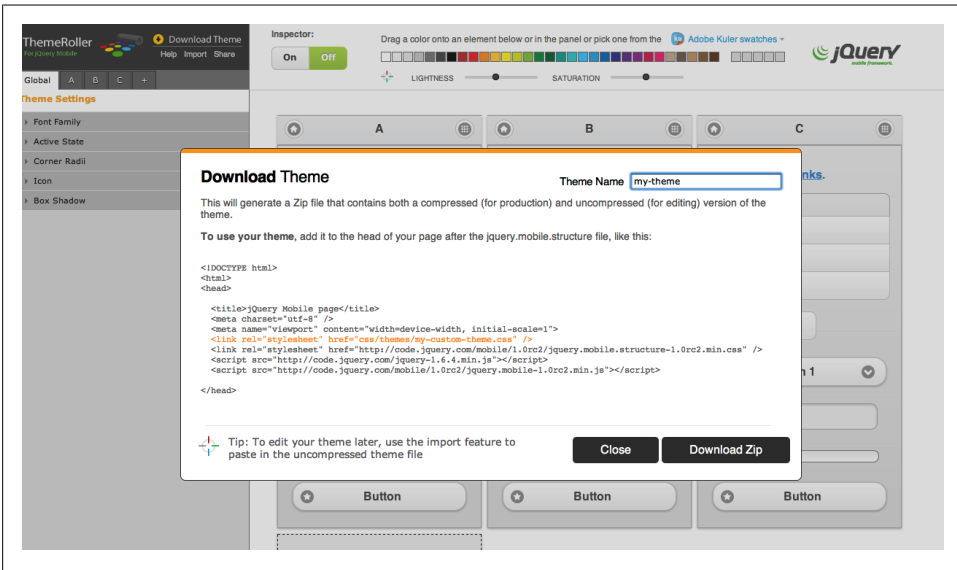 ThemeRoller
For jQuery Mobile
Download Theme
Help Import Share
Inspector:
On Off
Drag a color onto an element below or in the panel or pick one from the ku Adobe Kuler swatches
LIGHTNESS SATURATION
jQuery
mobile framework.
Global A B C +
Theme Settings
Font Family
Active State
Corner Radii
Icon
Box Shadow
A B C
Download Theme
Theme Name my-theme
This will generate a Zip file that contains both a compressed (for production) and uncompressed (for editing) version of the
theme.
To use your theme, add it to the head of your page after the jquery.mobile.structure file, like this:
<!DOCTYPE html>
<html>
<head>
<title>jQuery Mobile page</title>
<meta charset="utf-8" />
<meta name="viewport" content="width=device-width, initial-scale=1">
<link rel="stylesheet" href="css/themes/my-custom-theme.css" />
<link rel="stylesheet" href="http://code.jquery.com/mobile/1.0rc2/jquery.mobile.structure-1.0rc2.min.css" />
<script src="http://code.jquery.com/jquery-1.6.4.min.js"></script>
<script src="http://code.jquery.com/mobile/1.0rc2/jquery.mobile-1.0rc2.min.js"></script>
</head>
Tip: To edit your theme later, use the import feature to
paste in the uncompressed theme file
Close Download Zip
nks.
n 1
Button Button Button